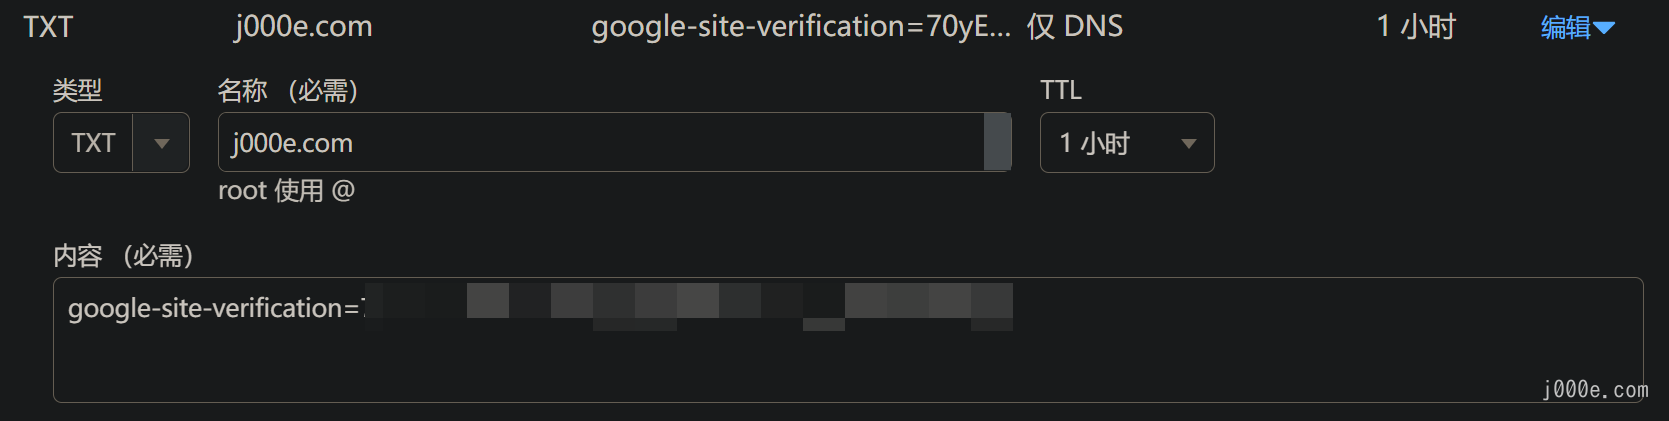 TXT j000e.com google-site-verification=70yE... 仅 DNS 1 小时 编辑
类型 名称 （必需） TTL
TXT j000e.com 1 小时
root 使用 @
内容 （必需）
google-site-verification=
j000e.com